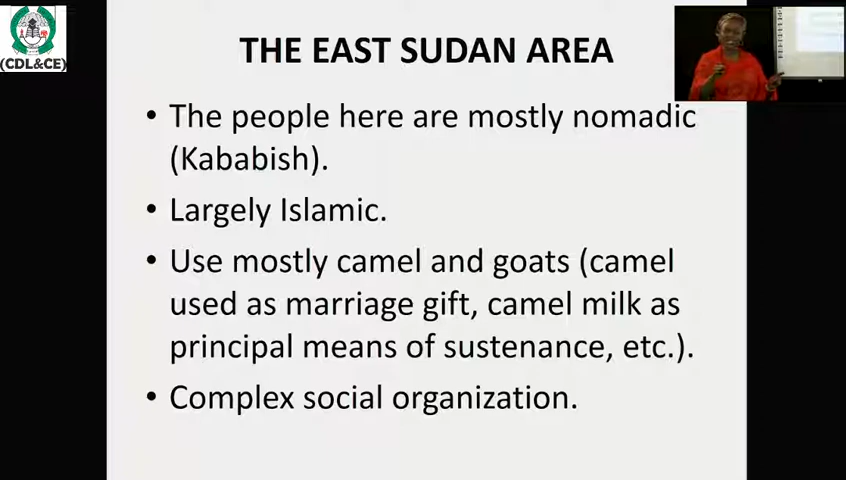 (CDL&CE)
THE EAST SUDAN AREA
• The people here are mostly nomadic
(Kababish).
• Largely Islamic.
• Use mostly camel and goats (camel
used as marriage gift, camel milk as
principal means of sustenance, etc.).
• Complex social organization.